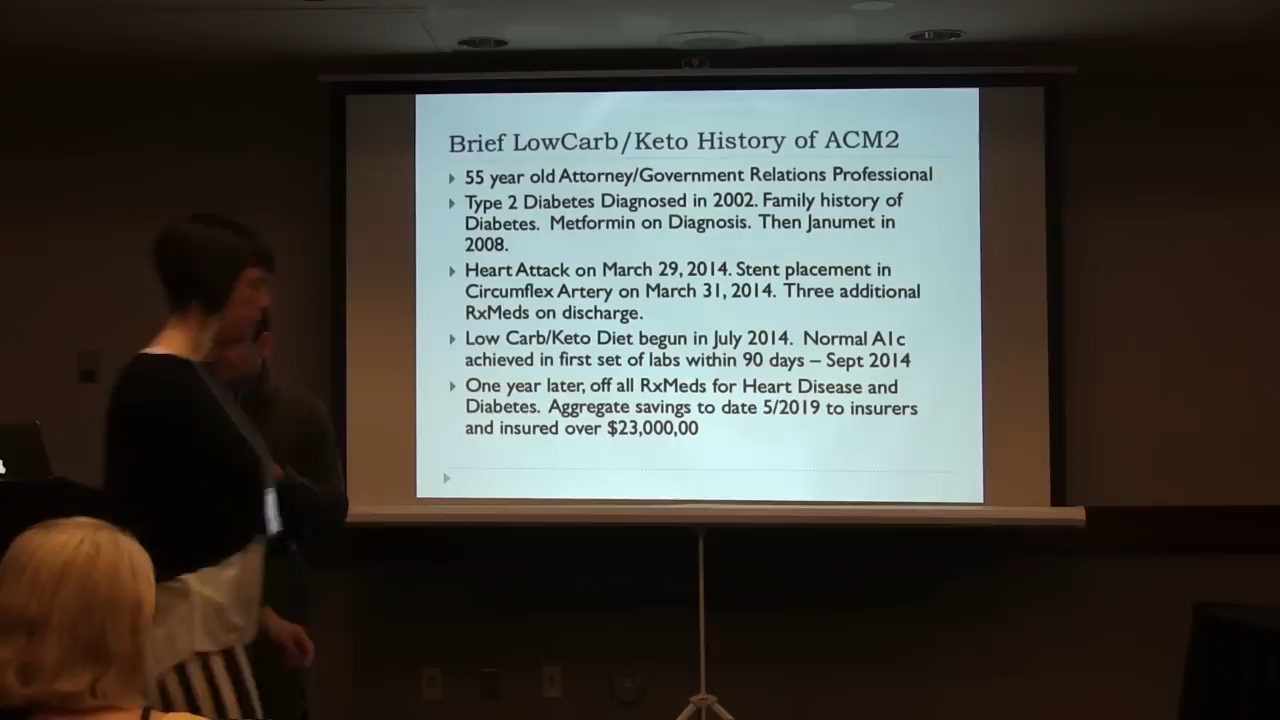 Brief LowCarb/Keto History of ACM2
55 year old Attorney/Government Relations Professional
Type 2 Diabetes Diagnosed in 2002. Family history of
Diabetes. Metformin on Diagnosis. Then Janumet in
2008.
Heart Attack on March 29, 2014. Stent placement in
Circumflex Artery on March 31, 2014. Three additional
RxMeds on discharge.
Low Carb/Keto Diet begun in July 2014. Normal A1c
achieved in first set of labs within 90 days – Sept 2014
One year later, off all RxMeds for Heart Disease and
Diabetes. Aggregate savings to date 5/2019 to insurers
and insured over $23,000,00